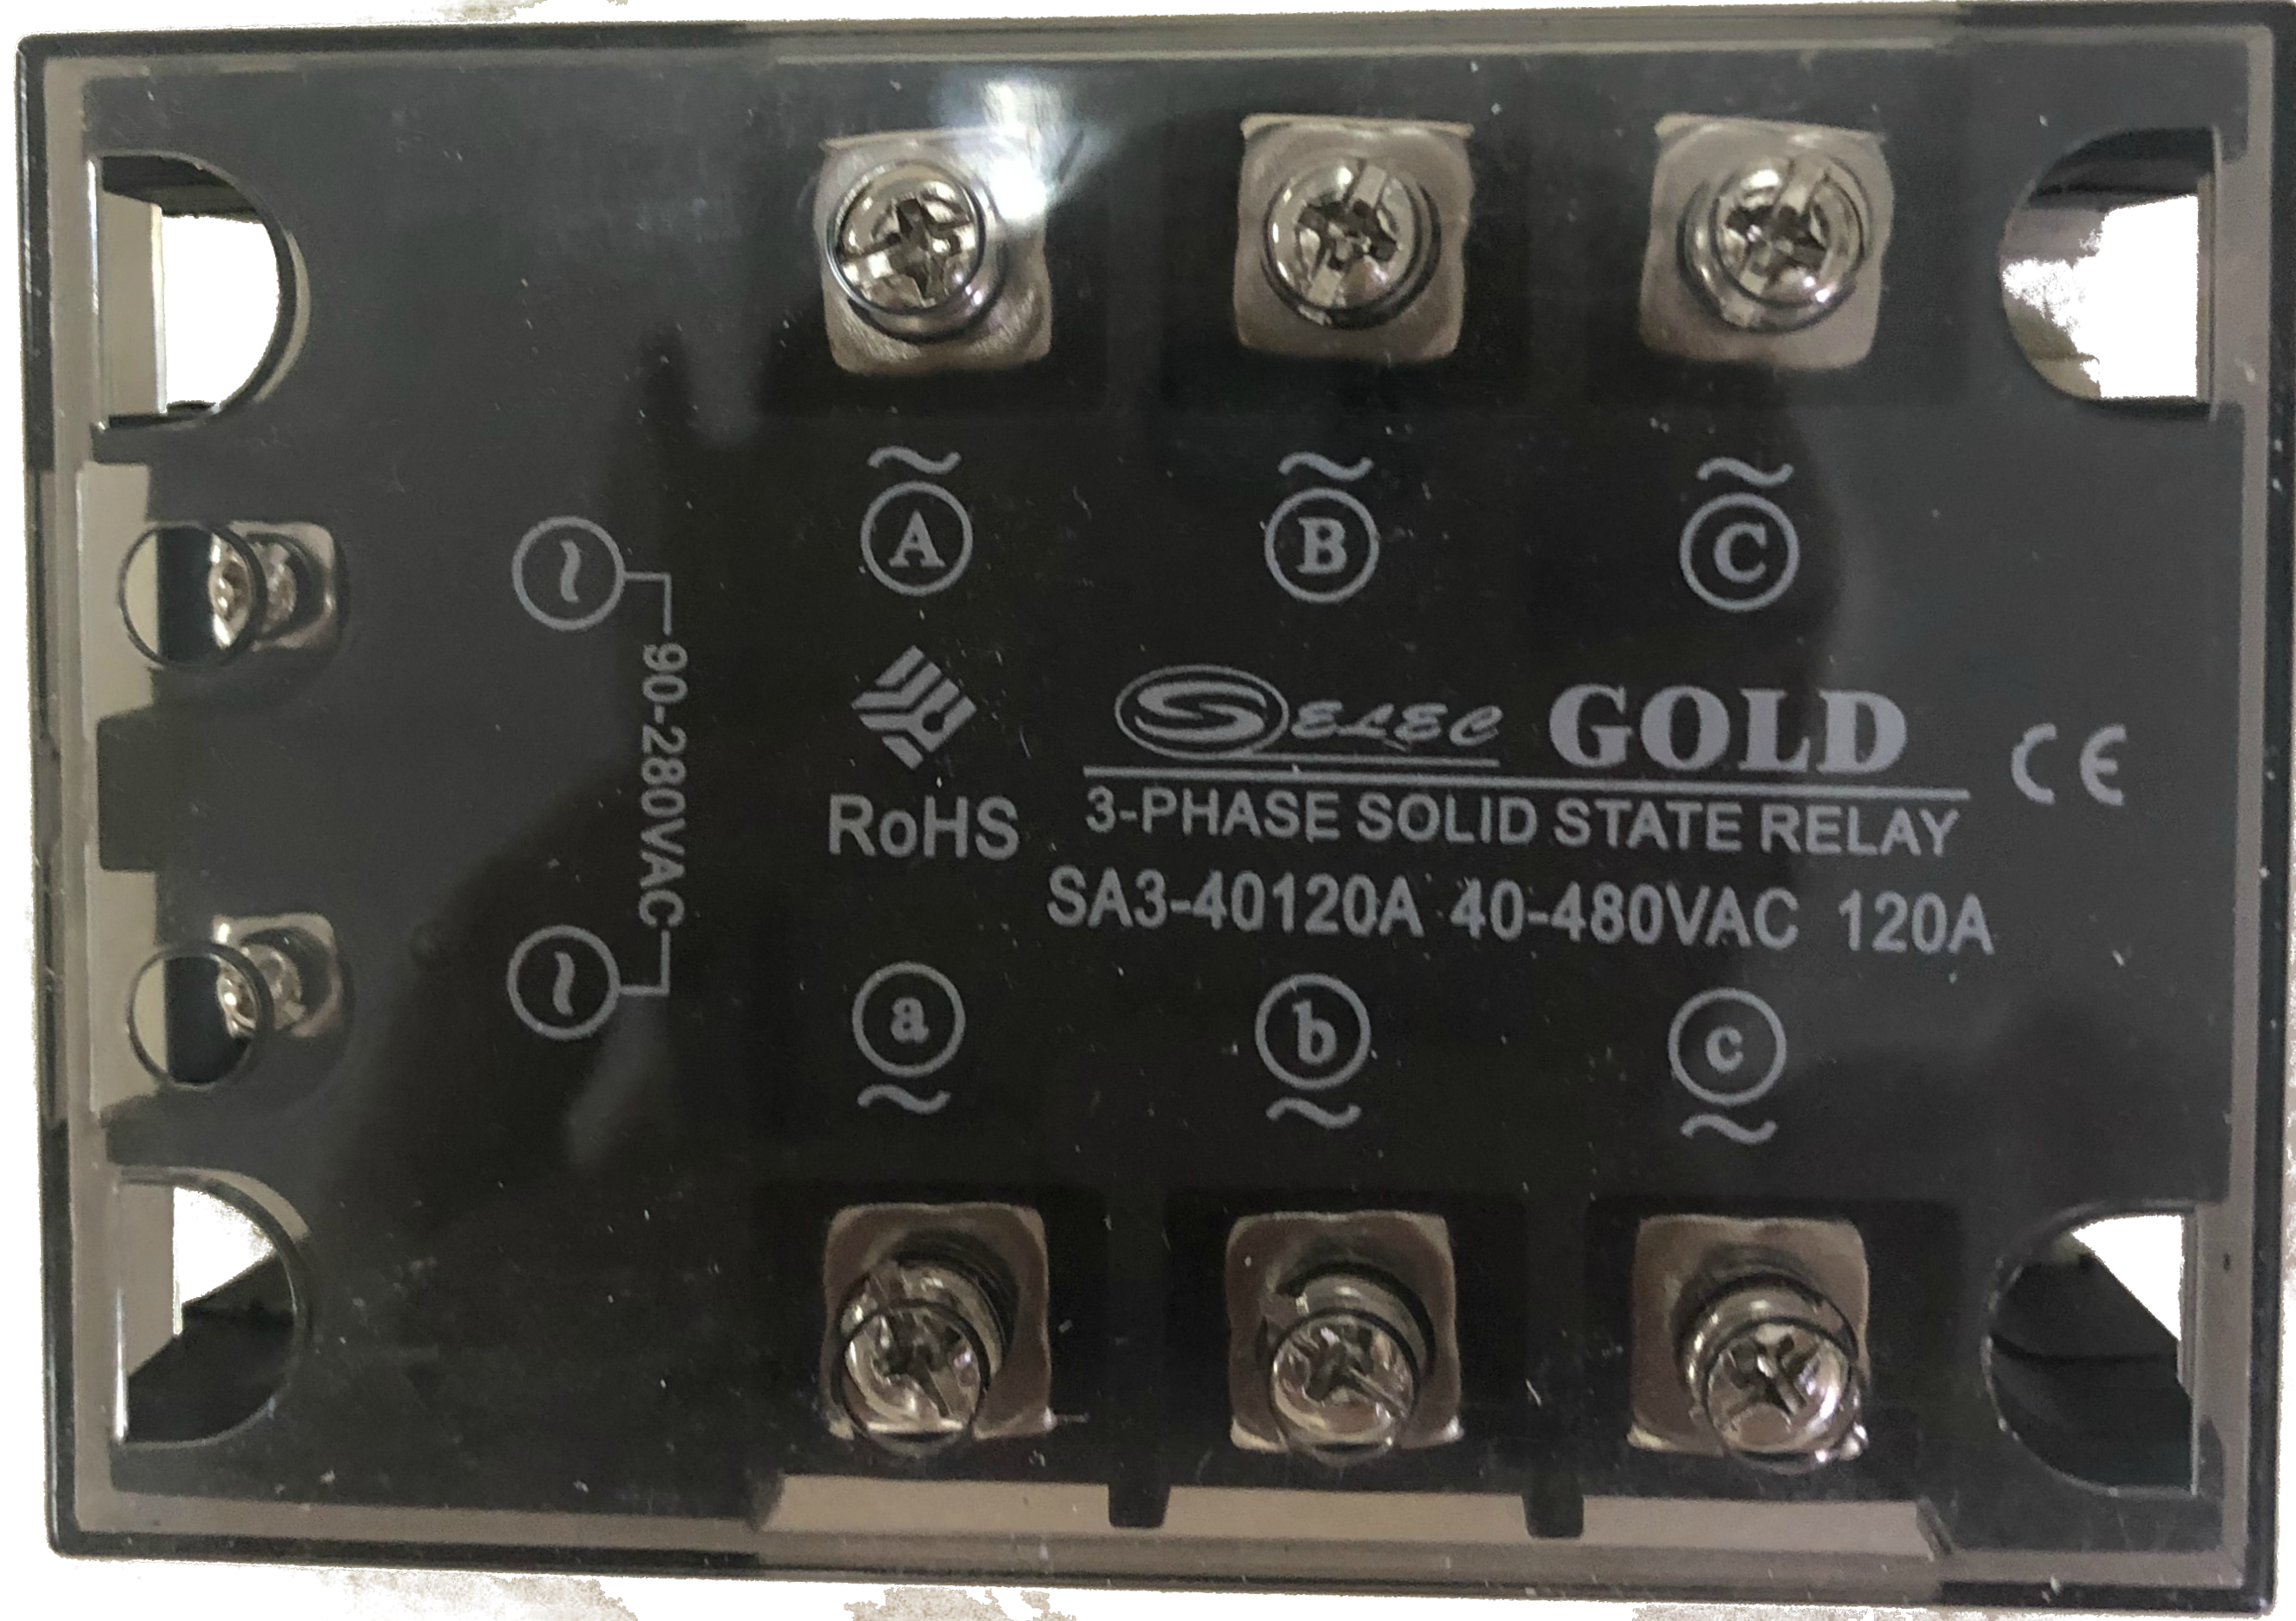 ~ ~ ~
A B C
~
90-280VAC
~
SELEC GOLD
CE
RoHS
3-PHASE SOLID STATE RELAY
SA3-40120A 40-480VAC 120A
a b c
~ ~ ~